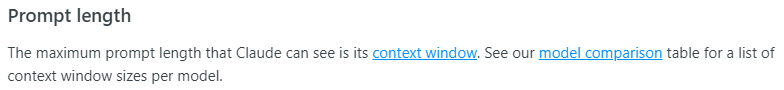 Prompt length
The maximum prompt length that Claude can see is its context window. See our model comparison table for a list of
context window sizes per model.